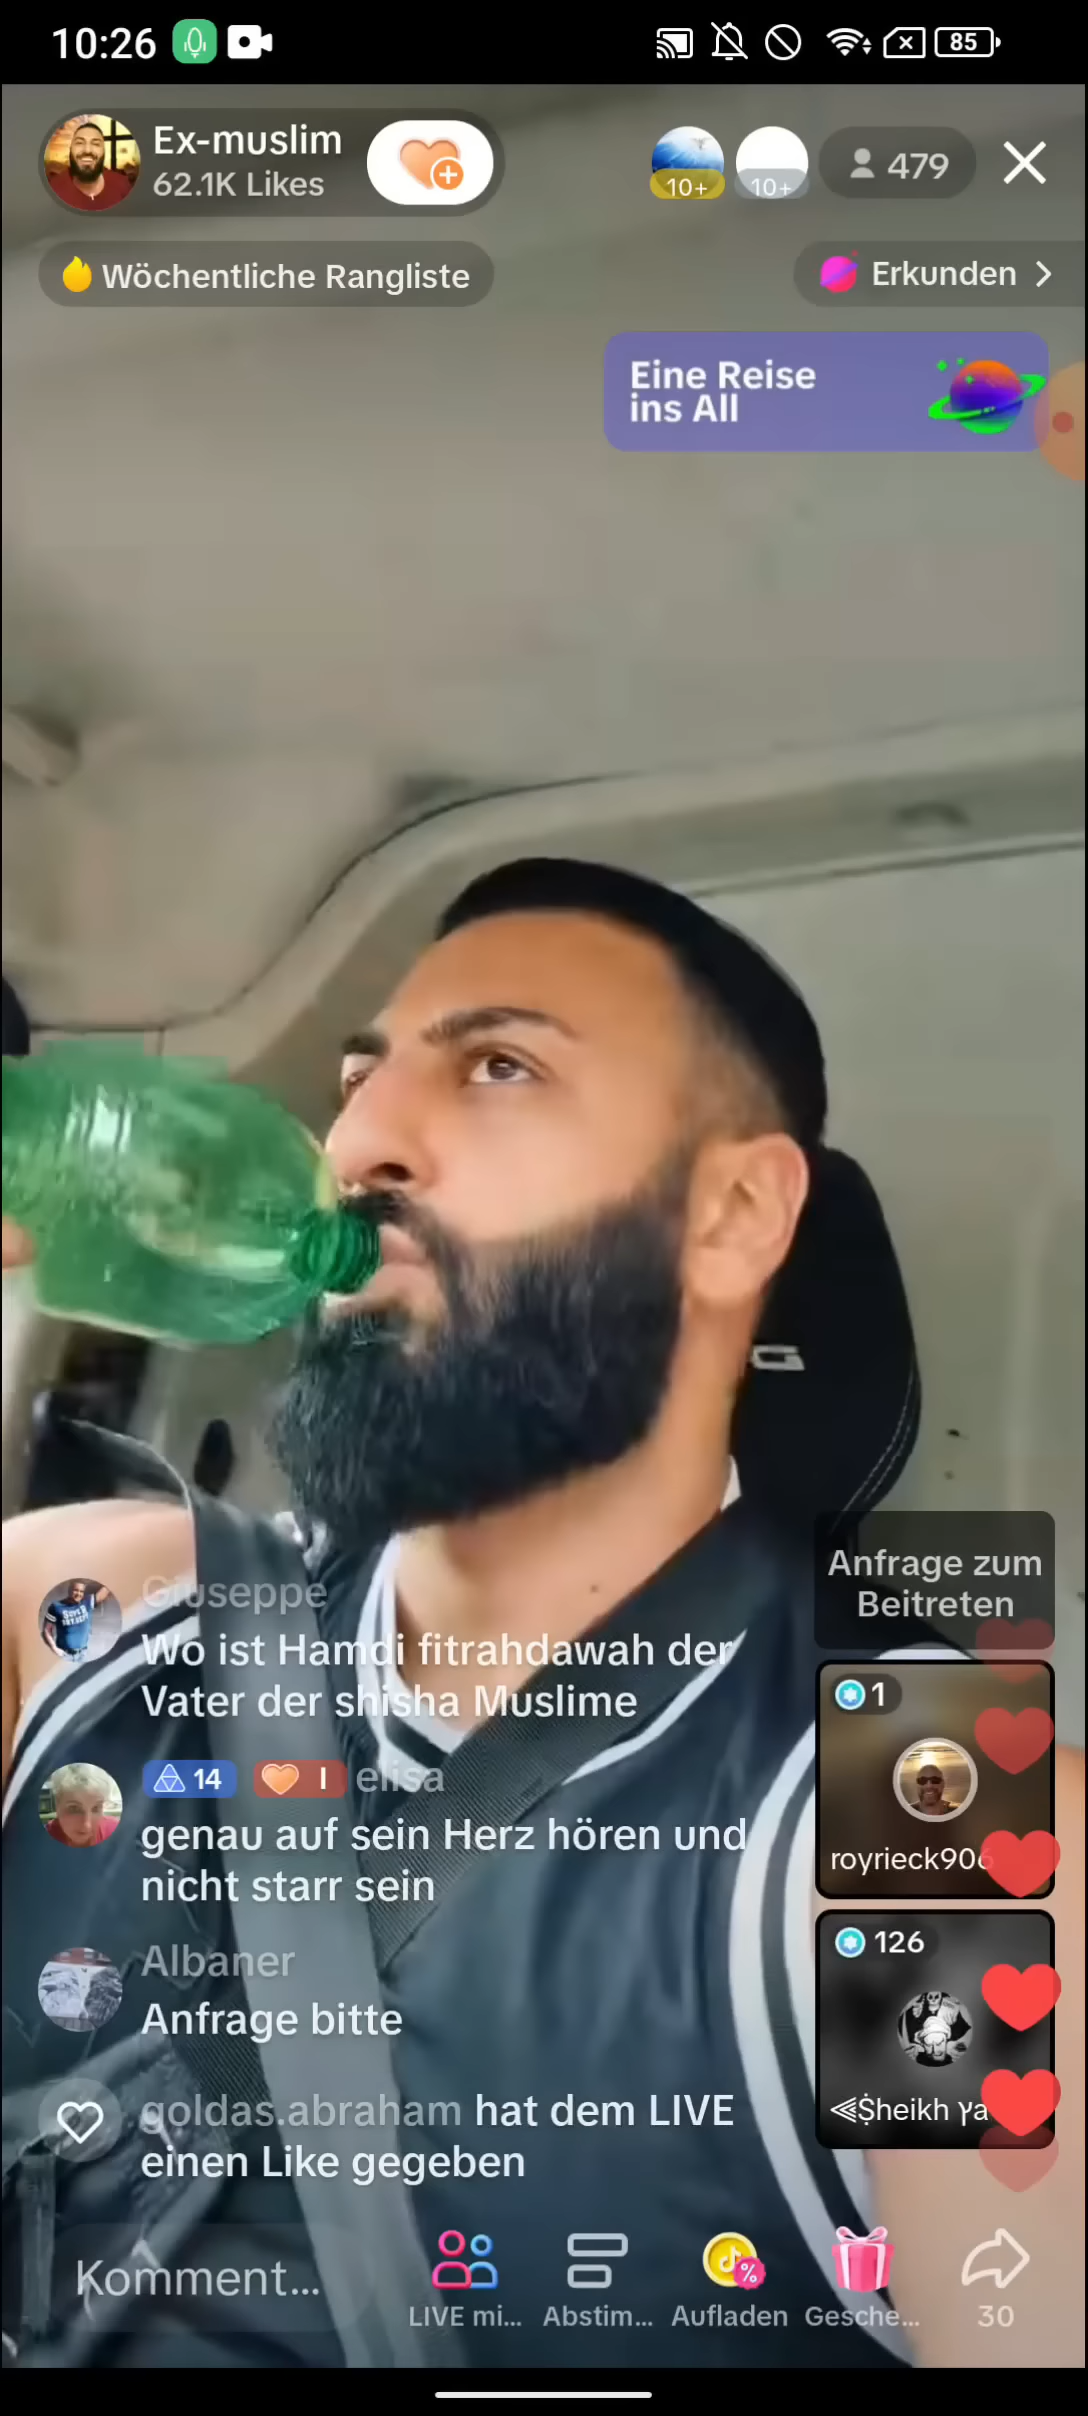 10:26
85
Ex-muslim
62.1K Likes
10+
10+
479
Wöchentliche Rangliste
Erkunden
Eine Reise
ins All
G
Anfrage zum
Beitreten
Giuseppe
Wo ist Hamdi fitrahdawah der
Vater der shisha Muslime
1
14
I
elisa
genau auf sein Herz hören und
nicht starr sein
royrieck906
Albaner
Anfrage bitte
126
goldas.abraham hat dem LIVE
einen Like gegeben
Komment...
LIVE mi...
Abstim...
Aufladen
Gesche...
30